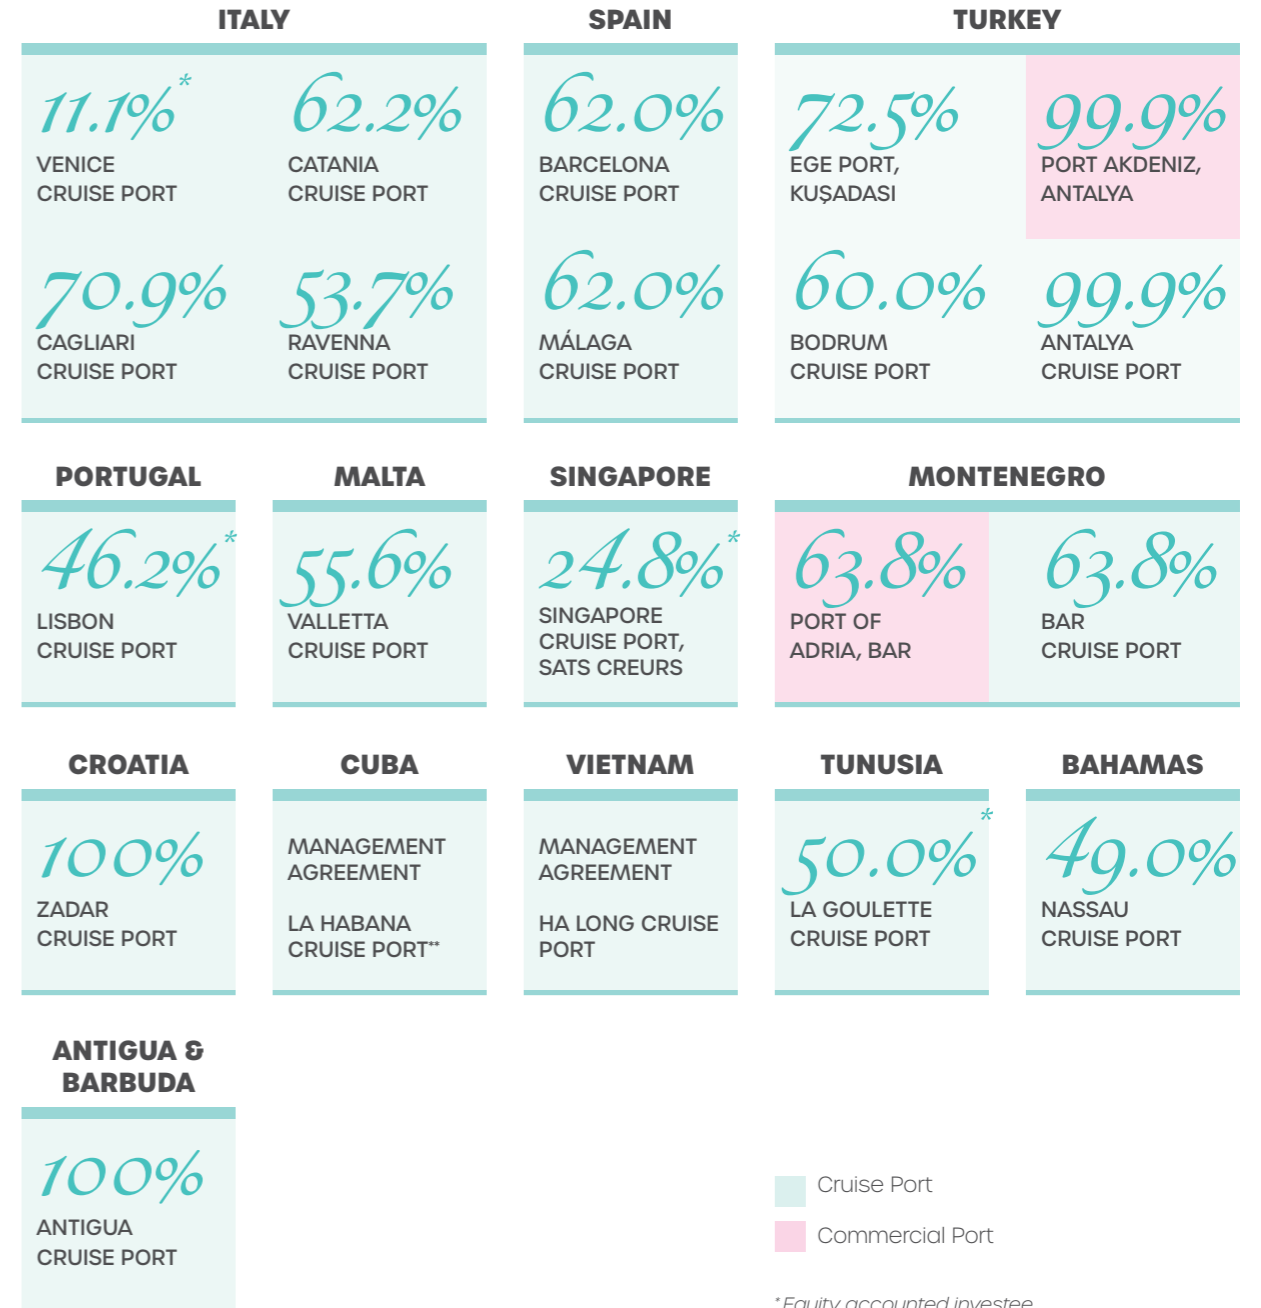 ITALY
11.1%*
VENICE
CRUISE PORT
62.2%
CATANIA
CRUISE PORT
70.9%
CAGLIARI
CRUISE PORT
53.7%
RAVENNA
CRUISE PORT
SPAIN
62.0%
BARCELONA
CRUISE PORT
62.0%
MÁLAGA
CRUISE PORT
TURKEY
72.5%
EGE PORT,
KUŞADASI
99.9%
PORT AKDENIZ,
ANTALYA
60.0%
BODRUM
CRUISE PORT
99.9%
ANTALYA
CRUISE PORT
PORTUGAL
46.2%*
LISBON
CRUISE PORT
MALTA
55.6%
VALLETTA
CRUISE PORT
SINGAPORE
24.8%*
SINGAPORE
CRUISE PORT,
SATS CREURS
MONTENEGRO
63.8%
PORT OF
ADRIA, BAR
63.8%
BAR
CRUISE PORT
CROATIA
100%
ZADAR
CRUISE PORT
CUBA
MANAGEMENT
AGREEMENT
LA HABANA
CRUISE PORT**
VIETNAM
MANAGEMENT
AGREEMENT
HA LONG CRUISE
PORT
TUNUSIA
50.0%*
LA GOULETTE
CRUISE PORT
BAHAMAS
49.0%
NASSAU
CRUISE PORT
ANTIGUA &
BARBUDA
100%
ANTIGUA
CRUISE PORT
Cruise Port
Commercial Port
*Equity accounted investee